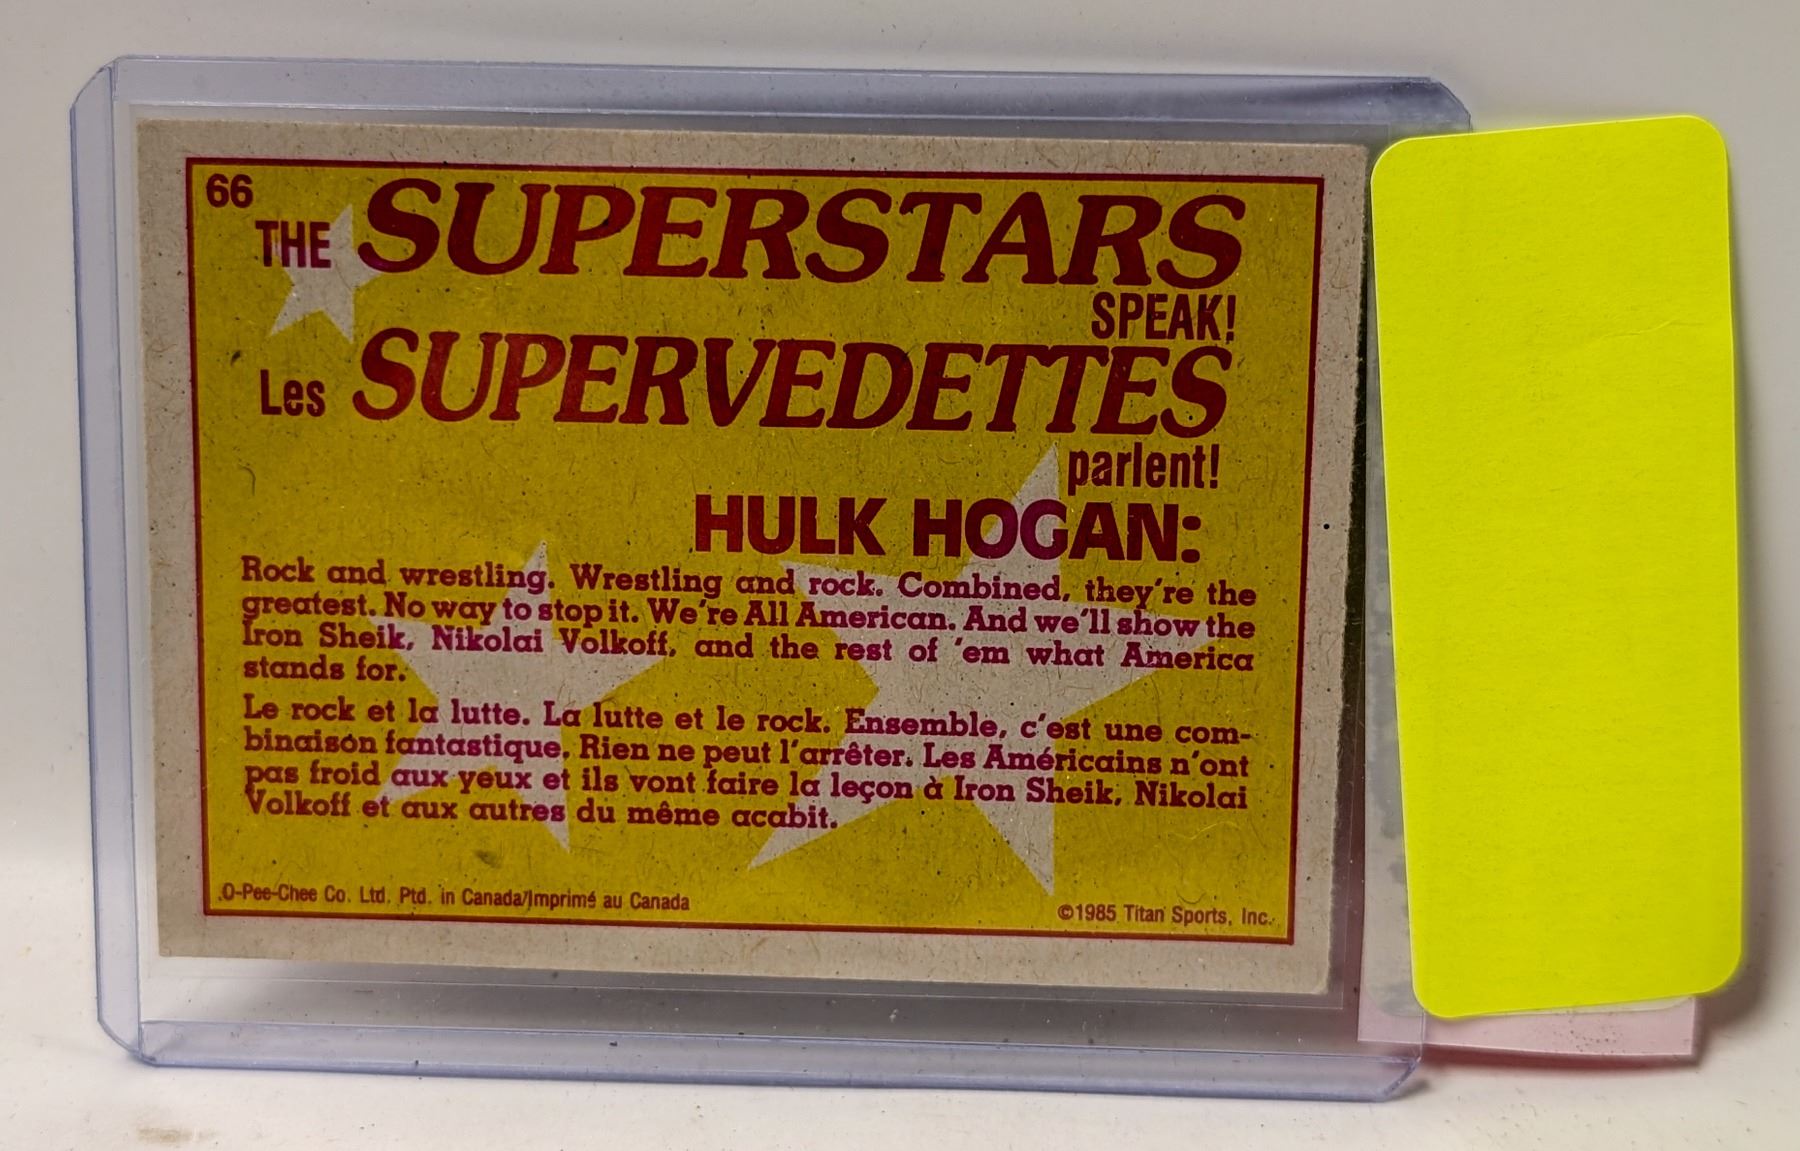 66
THE SUPERSTARS
SPEAK!
Les SUPERVEDETTES
parlent!
HULK HOGAN:
Rock and wrestling. Wrestling and rock. Combined, they're the
greatest. No way to stop it. We're All American. And we'll show the
Iron Sheik, Nikolai Volkoff, and the rest of 'em what America
stands for.
Le rock et la lutte. La lutte et le rock. Ensemble, c'est une com-
binaison fantastique. Rien ne peut l'arrêter. Les Américains n'ont
pas froid aux yeux et ils vont faire la leçon à Iron Sheik, Nikolai
Volkoff et aux autres du même acabit.
O-Pee-Chee Co. Ltd. Ptd. in Canada/Imprimé au Canada
©1985 Titan Sports, Inc.